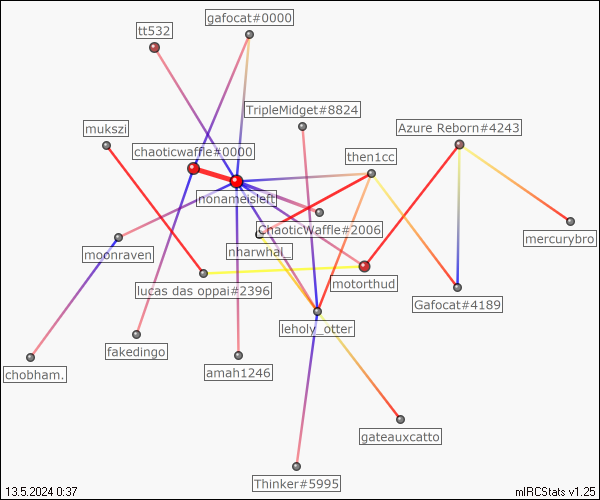 gafocat#0000
tt532
TripleMidget#8824
mukszi
Azure Reborn#4243
chaoticwaffle#0000
then1cc
nonameisleft
ChaoticWaffle#2006
mercurybro
moonraven
nharwhal_
lucas das oppai#2396
motorthud
Gafocat#4189
leholy_otter
fakedingo
amah1246
chobham.
gateauxcatto
Thinker#5995
13.5.2024 0:37
mIRCStats v1.25